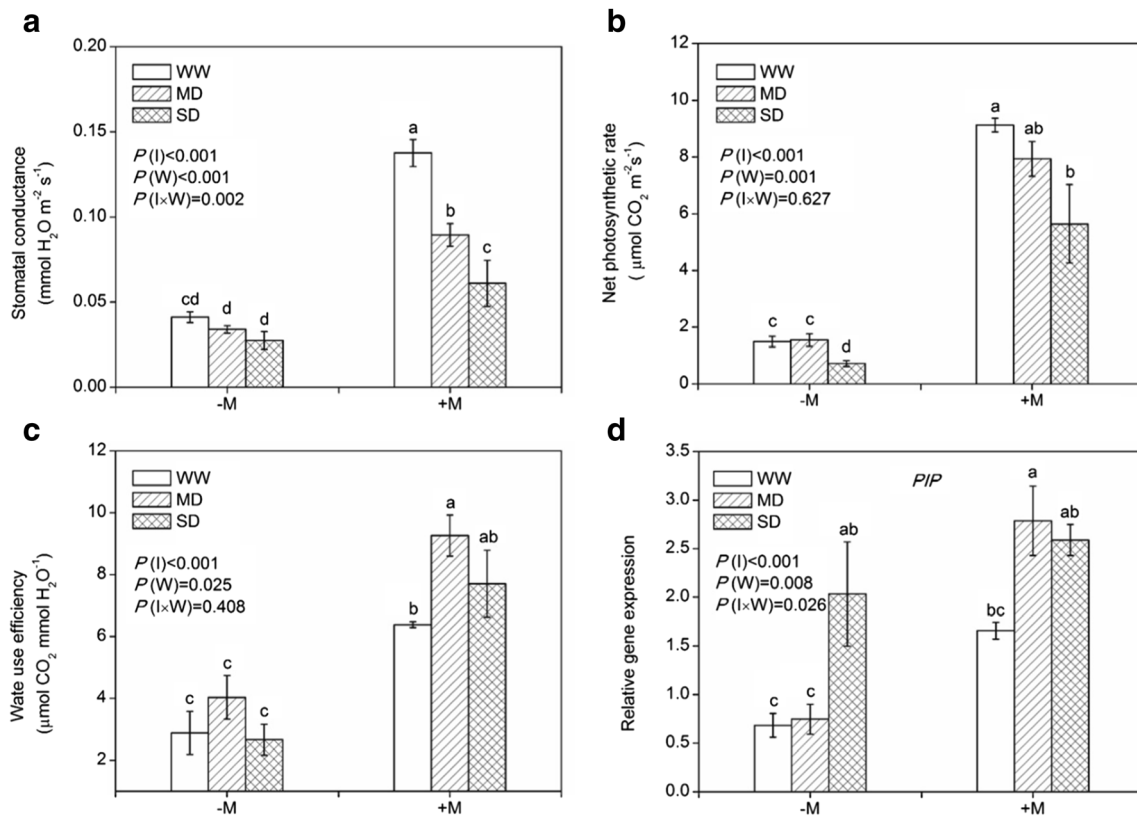 a
0.20
0.15
0.10
0.05
0.00
Stomatal conductance
(mmol H₂O m⁻² s⁻¹)
WW
MD
SD
P (I)<0.001
P (W)<0.001
P (I×W)=0.002
cd
d
d
a
b
c
-M
+M
b
12
10
8
6
4
2
0
Net photosynthetic rate
( μmol CO₂ m⁻²s⁻¹)
WW
MD
SD
P (I)<0.001
P (W)=0.001
P (I×W)=0.627
c
c
d
a
ab
b
-M
+M
c
12
10
8
6
4
2
Wate use efficiency
(μmol CO₂ mmol H₂O⁻¹)
WW
MD
SD
P (I)<0.001
P (W)=0.025
P (I×W)=0.408
c
c
c
b
a
ab
-M
+M
d
3.5
3.0
2.5
2.0
1.5
1.0
0.5
0.0
Relative gene expression
WW
MD
SD
PIP
P (I)<0.001
P (W)=0.008
P (I×W)=0.026
c
c
ab
bc
a
ab
-M
+M